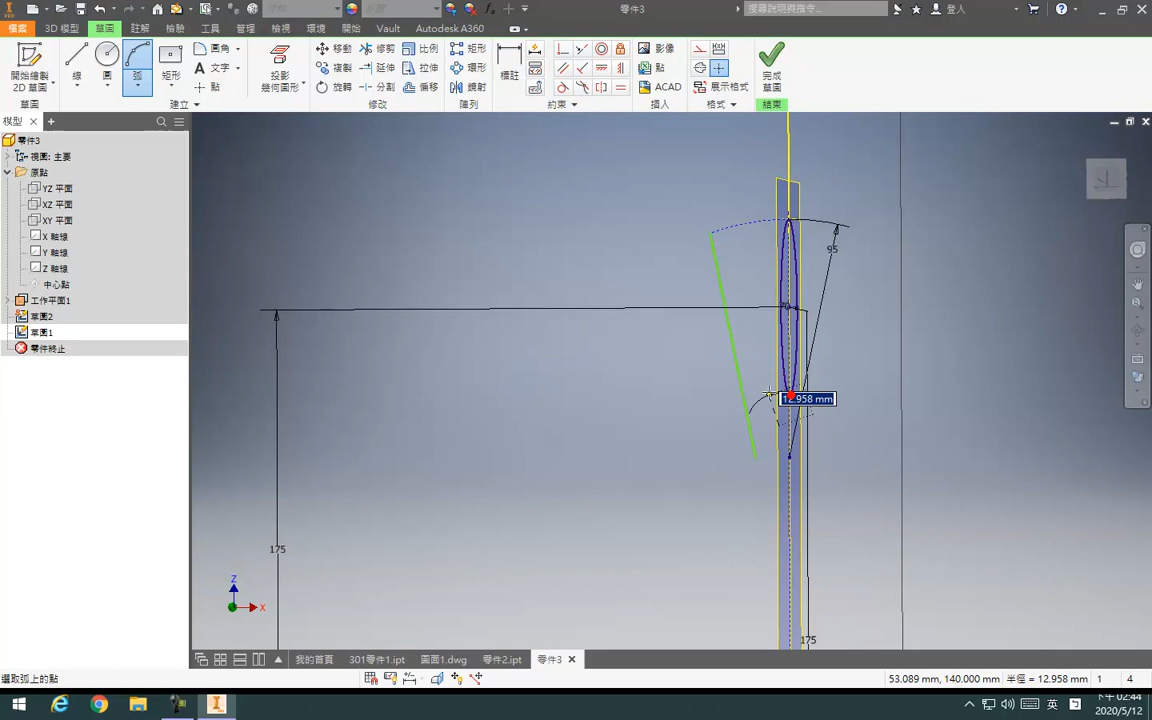 零件3
搜尋說明與指令...
登入
檔案 3D 模型 草圖 註解 檢驗 工具 管理 檢視 環境 開始 Vault Autodesk A360
開始繪製
2D 草圖
線
圓
弧
矩形
圓角
文字
點
投影
幾何圖形
移動
複製
旋轉
修剪
延伸
分割
比例
拉伸
偏移
矩形
環形
鏡射
標註
影像
點
ACAD
展示格式
完成
草圖
草圖
建立
修改
陣列
約束
插入
格式
結束
模型
零件3
視圖: 主要
原點
YZ 平面
XZ 平面
XY 平面
X 軸線
Y 軸線
Z 軸線
中心點
工作平面1
草圖2
草圖1
零件終止
95
12.958 mm
175
175
Z
X
我的首頁 301零件1.ipt 圖面1.dwg 零件2.ipt 零件3
選取弧上的點
53.089 mm, 140.000 mm 半徑 = 12.958 mm 1 4
英
下午 02:44
2020/5/12